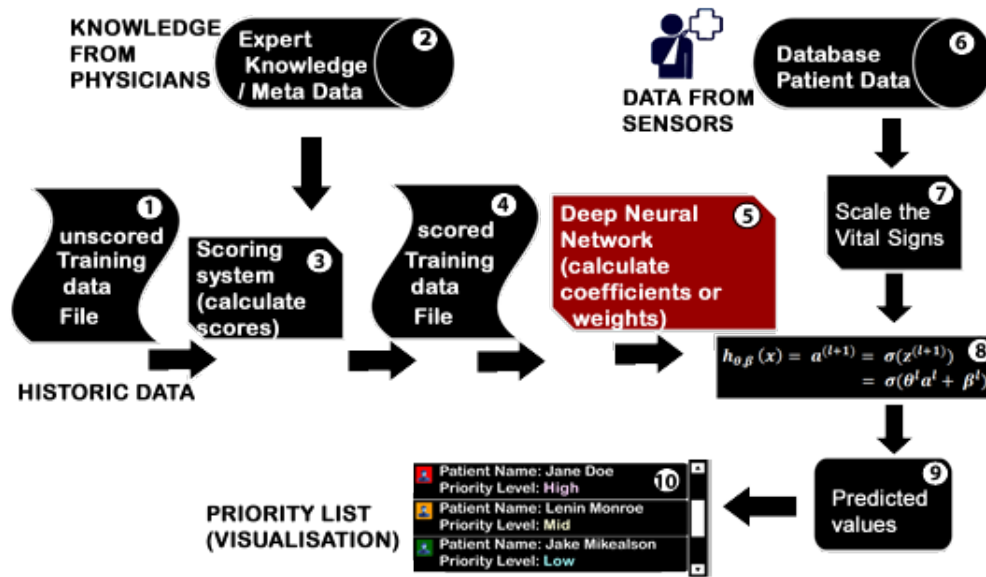 KNOWLEDGE
FROM
PHYSICIANS
Expert
Knowledge
/ Meta Data
2
DATA FROM
SENSORS
Database
Patient Data
6
1
unscored
Training
data
File
Scoring
system
(calculate
scores)
3
4
scored
Training
data
File
5
Deep Neural
Network
(calculate
coefficients or
weights)
7
Scale the
Vital Signs
HISTORIC DATA
h_{θ,β}(x) = a^{(l+1)} = σ(z^{(l+1)})
= σ(θ^l a^l + β^l)
8
9
Predicted
values
PRIORITY LIST
(VISUALISATION)
Patient Name: Jane Doe
Priority Level: High
10
Patient Name: Lenin Monroe
Priority Level: Mid
Patient Name: Jake Mikealson
Priority Level: Low